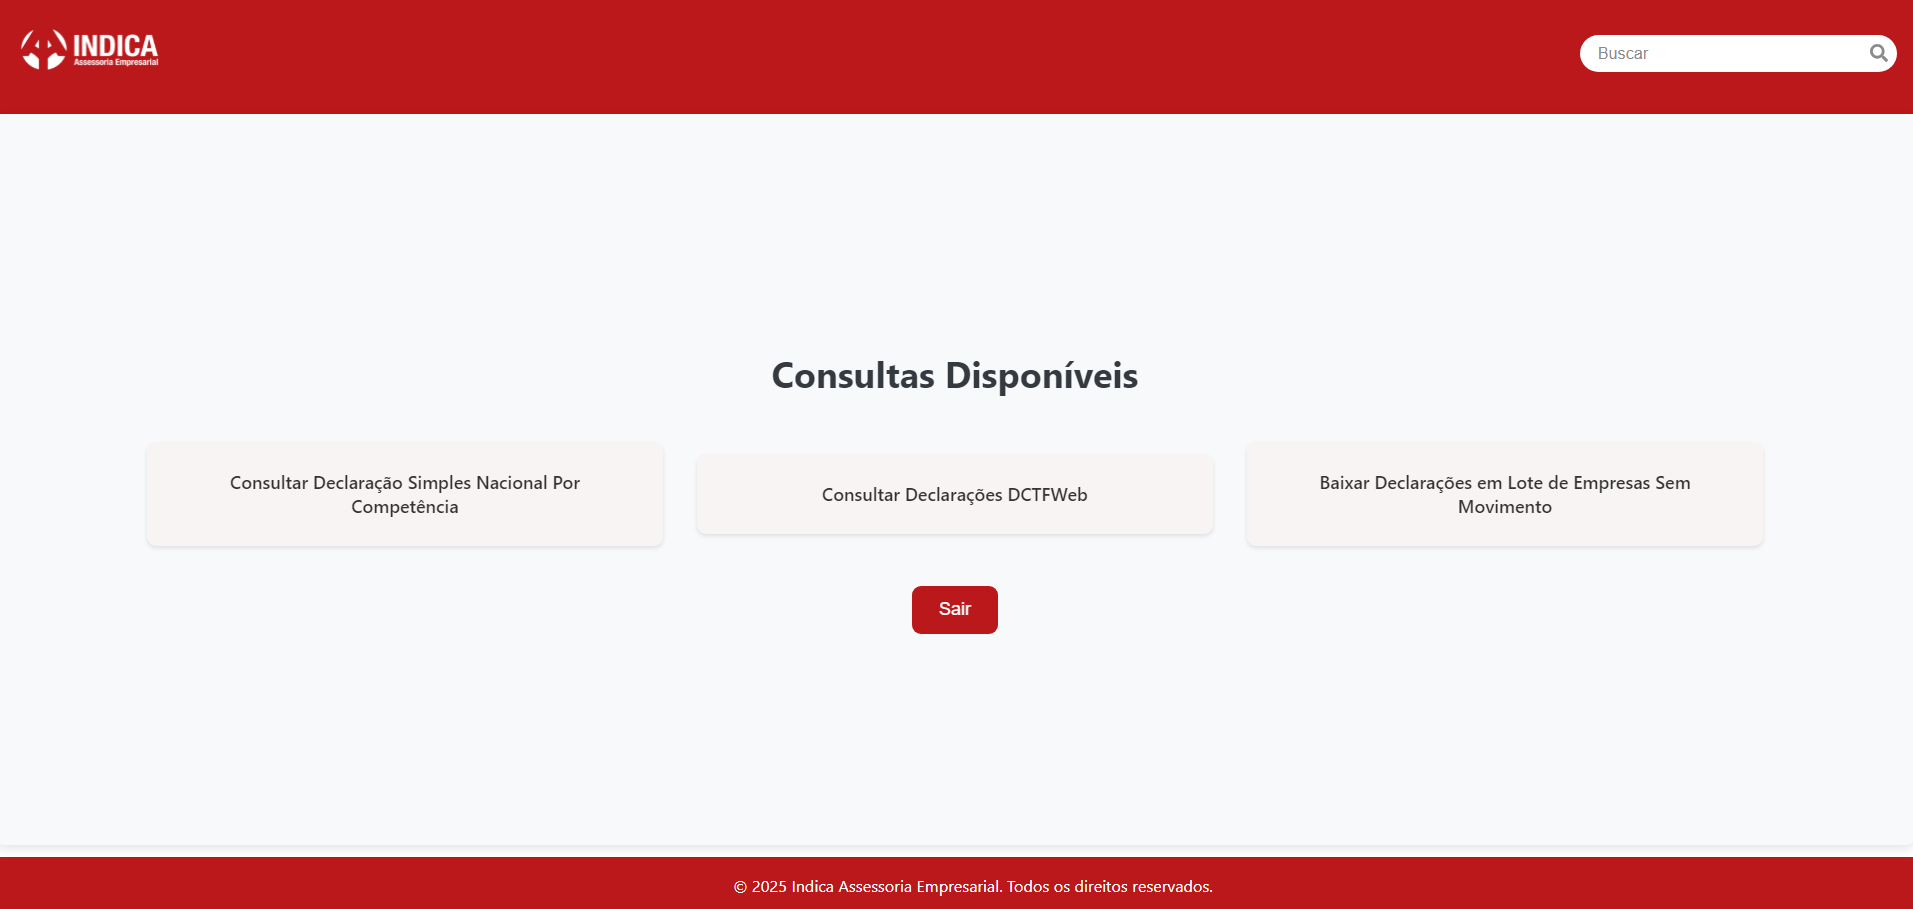 INDICA
Assessoria Empresarial
Buscar
Consultas Disponíveis
Consultar Declaração Simples Nacional Por
Competência
Consultar Declarações DCTFWeb
Baixar Declarações em Lote de Empresas Sem
Movimento
Sair
© 2025 Indica Assessoria Empresarial. Todos os direitos reservados.